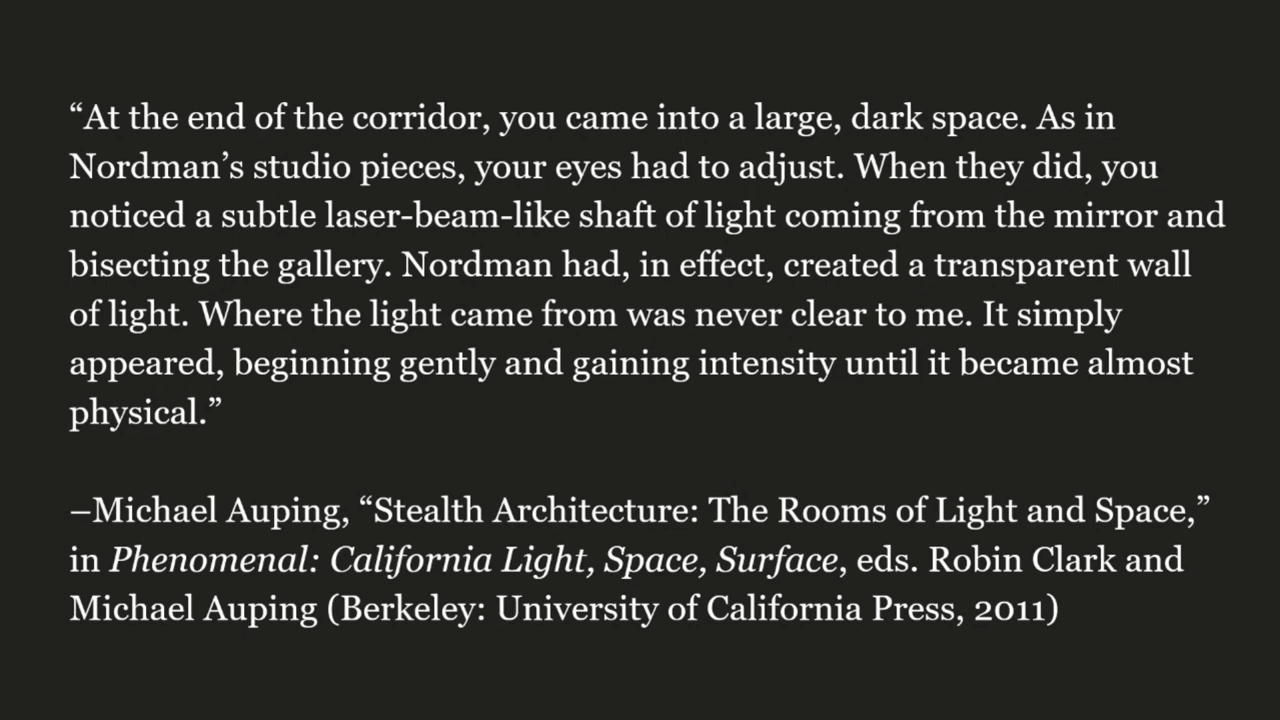 “At the end of the corridor, you came into a large, dark space. As in
Nordman’s studio pieces, your eyes had to adjust. When they did, you
noticed a subtle laser-beam-like shaft of light coming from the mirror and
bisecting the gallery. Nordman had, in effect, created a transparent wall
of light. Where the light came from was never clear to me. It simply
appeared, beginning gently and gaining intensity until it became almost
physical.”
–Michael Auping, “Stealth Architecture: The Rooms of Light and Space,”
in Phenomenal: California Light, Space, Surface, eds. Robin Clark and
Michael Auping (Berkeley: University of California Press, 2011)